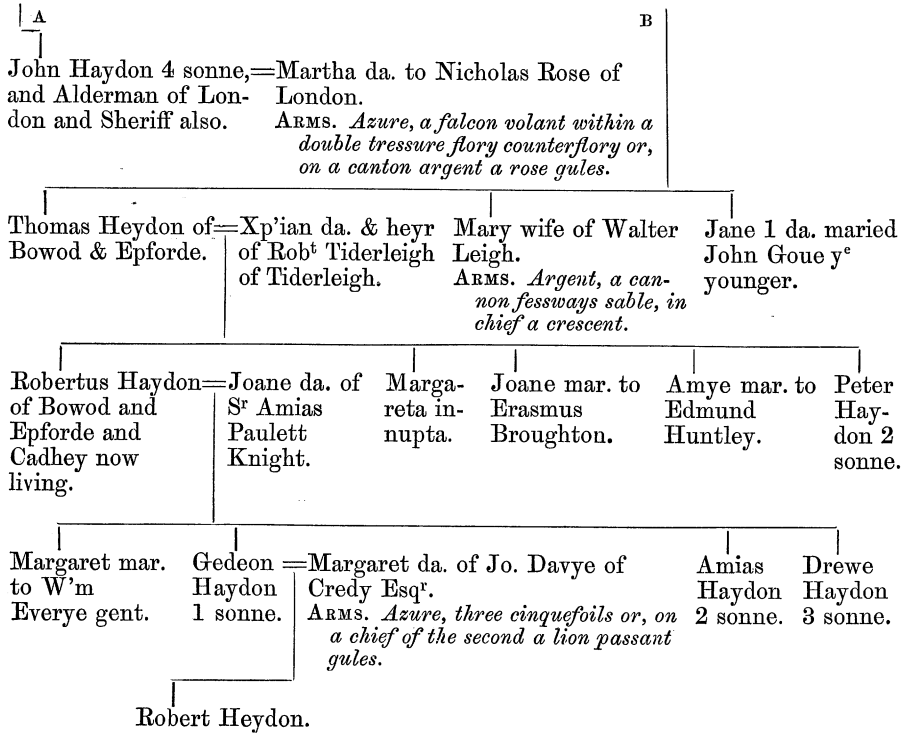 A
B
John Haydon 4 sonne,=
and Alderman of Lon-
don and Sheriff also.
Martha da. to Nicholas Rose of
London.
ARMS. Azure, a falcon volant within a
double tressure flory counterflory or,
on a canton argent a rose gules.
Thomas Heydon of=
Bowod & Epforde.
Xp'ian da. & heyr
of Robᵗ Tiderleigh
of Tiderleigh.
Mary wife of Walter
Leigh.
ARMS. Argent, a can-
non fessways sable, in
chief a crescent.
Jane 1 da. maried
John Goue yᵉ
younger.
Robertus Haydon=
of Bowod and
Epforde and
Cadhey now
living.
Joane da. of
Sʳ Amias
Paulett
Knight.
Marga-
reta in-
nupta.
Joane mar. to
Erasmus
Broughton.
Amye mar. to
Edmund
Huntley.
Peter
Hay-
don 2
sonne.
Margaret mar.
to W'm
Everye gent.
Gedeon =
Haydon
1 sonne.
Margaret da. of Jo. Davye of
Credy Esqʳ.
ARMS. Azure, three cinquefoils or, on
a chief of the second a lion passant
gules.
Amias
Haydon
2 sonne.
Drewe
Haydon
3 sonne.
Robert Heydon.